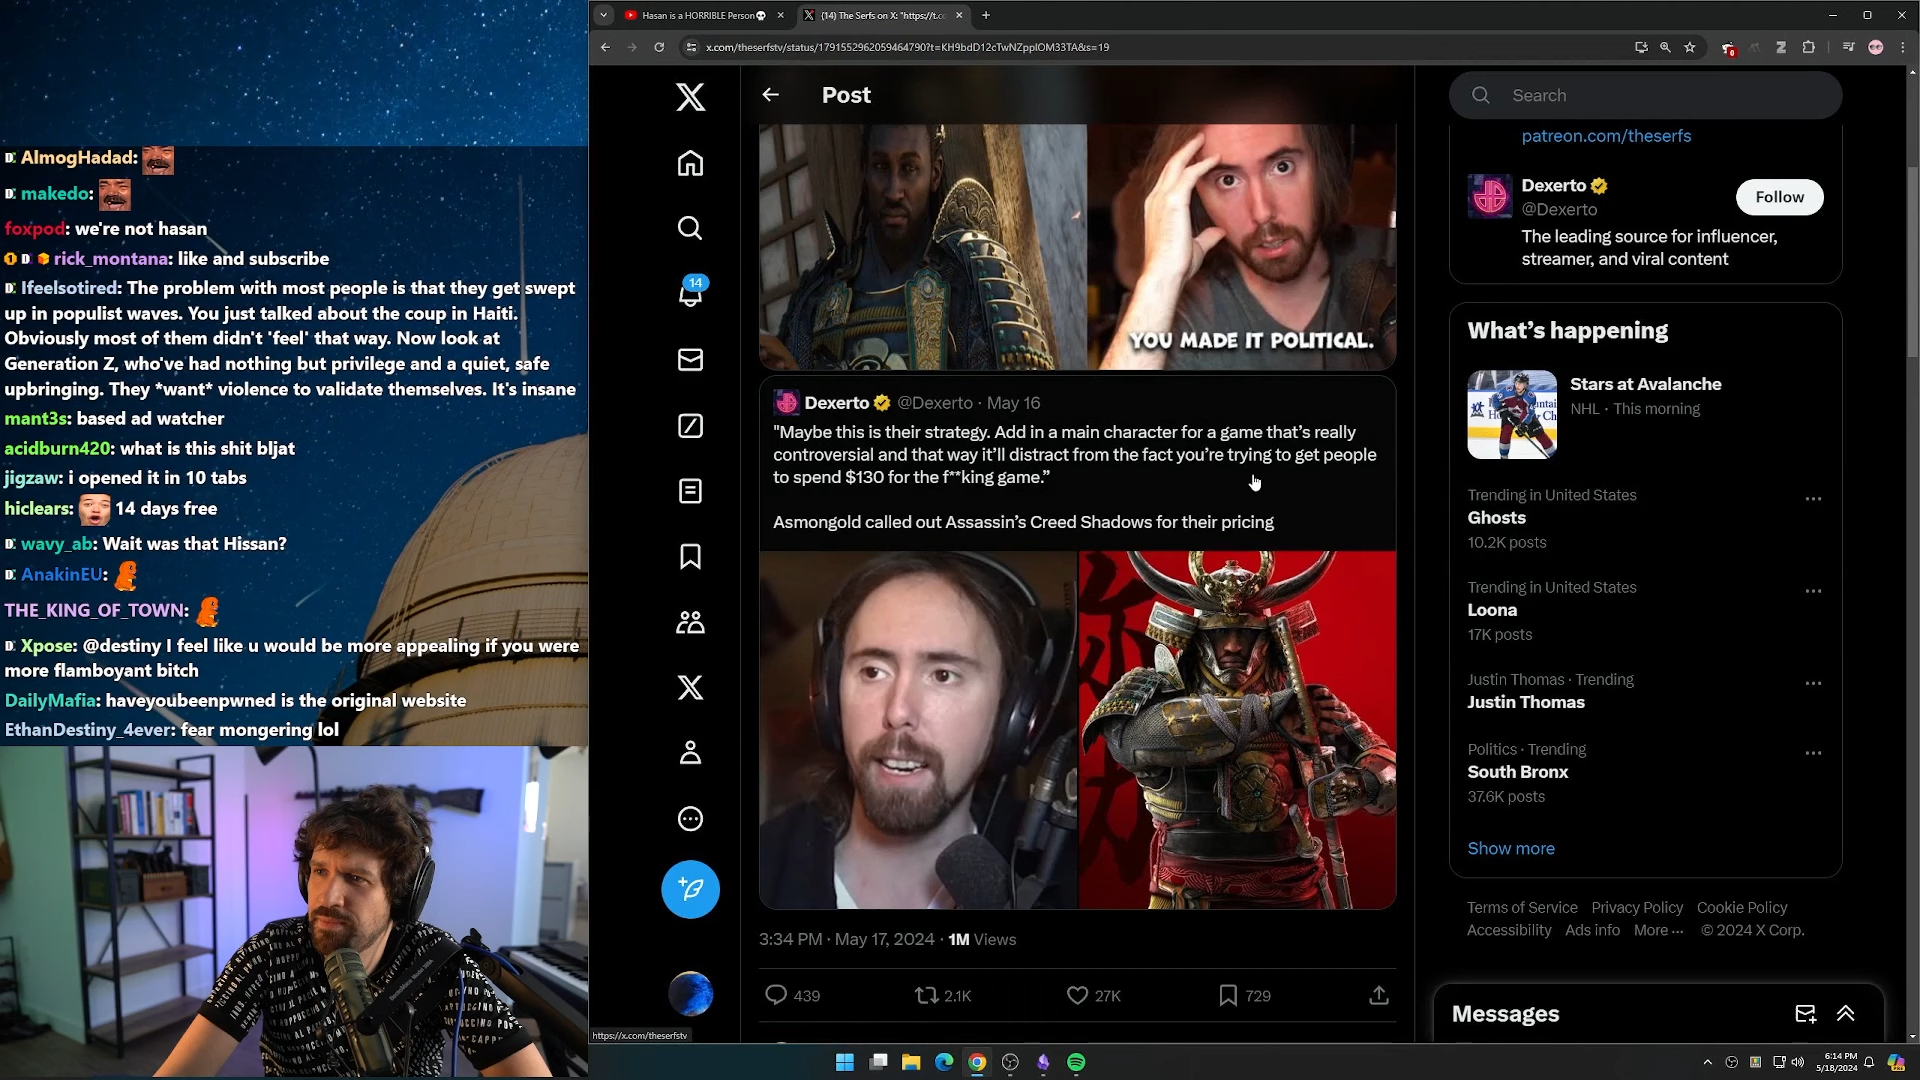 Hasan is a HORRIBLE Person💀
(14) The Serfs on X: "https://t.co
x.com/theserfstv/status/1791552962059464790?t=KH9bdD12cTwNZppIOM33TA&s=19
AlmogHadad:
makedo:
foxpod: we're not hasan
rick_montana: like and subscribe
Ifeelsotired: The problem with most people is that they get swept
up in populist waves. You just talked about the coup in Haiti.
Obviously most of them didn't 'feel' that way. Now look at
Generation Z, who've had nothing but privilege and a quiet, safe
upbringing. They *want* violence to validate themselves. It's insane
mant3s: based ad watcher
acidburn420: what is this shit bljat
jigzaw: i opened it in 10 tabs
hiclears: 14 days free
wavy_ab: Wait was that Hissan?
AnakinEU:
THE_KING_OF_TOWN:
Xpose: @destiny I feel like u would be more appealing if you were
more flamboyant bitch
DailyMafia: haveyoubeenpwned is the original website
EthanDestiny_4ever: fear mongering lol
14
Post
YOU MADE IT POLITICAL.
Dexerto @Dexerto · May 16
"Maybe this is their strategy. Add in a main character for a game that's really
controversial and that way it'll distract from the fact you're trying to get people
to spend $130 for the f**king game."
Asmongold called out Assassin's Creed Shadows for their pricing
3:34 PM · May 17, 2024 · 1M Views
439
2.1K
27K
729
https://x.com/theserfstv
Search
patreon.com/theserfs
Dexerto
@Dexerto
Follow
The leading source for influencer,
streamer, and viral content
What's happening
Stars at Avalanche
NHL · This morning
Trending in United States
Ghosts
10.2K posts
Trending in United States
Loona
17K posts
Justin Thomas · Trending
Justin Thomas
Politics · Trending
South Bronx
37.6K posts
Show more
Terms of Service Privacy Policy Cookie Policy
Accessibility Ads info More ··· © 2024 X Corp.
Messages
6:14 PM
5/18/2024